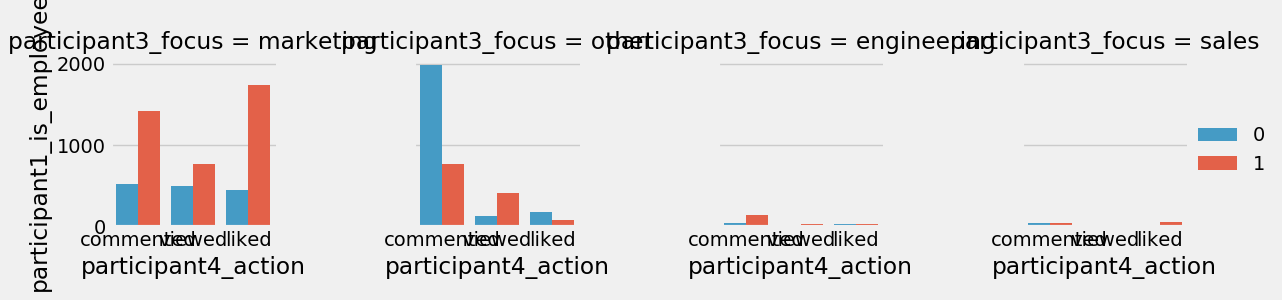 participant3_focus = marketing
participant3_focus = other
participant3_focus = engineering
participant3_focus = sales
participant1_is_employee
2000
1000
0
commented viewed liked
commented viewed liked
commented viewed liked
commented viewed liked
participant4_action
participant4_action
participant4_action
participant4_action
0
1